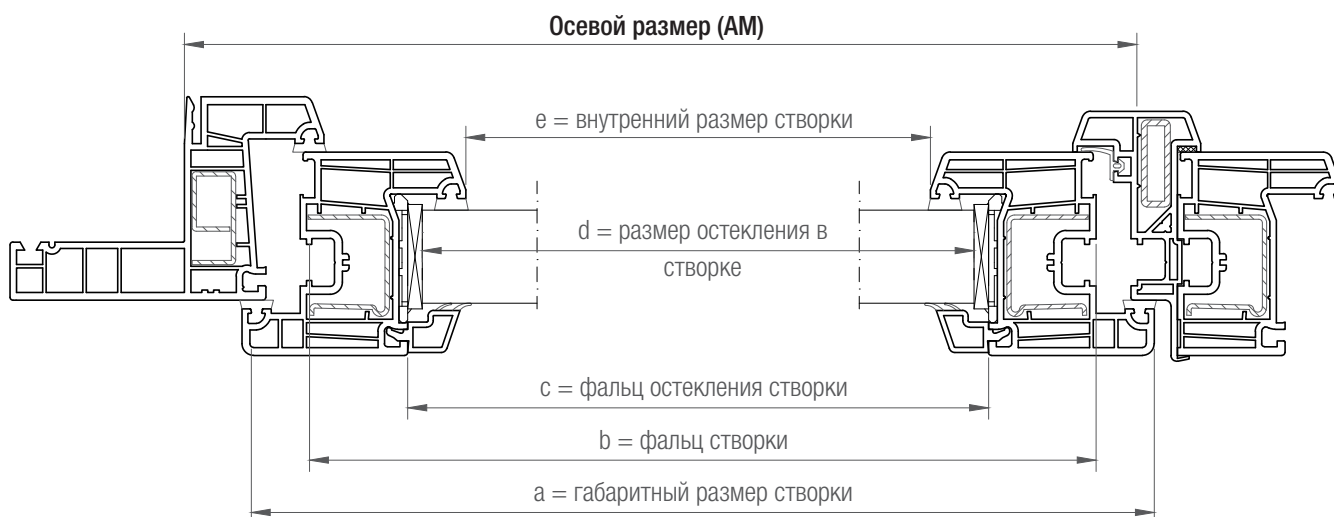 Осевой размер (AM)
e = внутренний размер створки
d = размер остекления в
створке
c = фальц остекления створки
b = фальц створки
a = габаритный размер створки